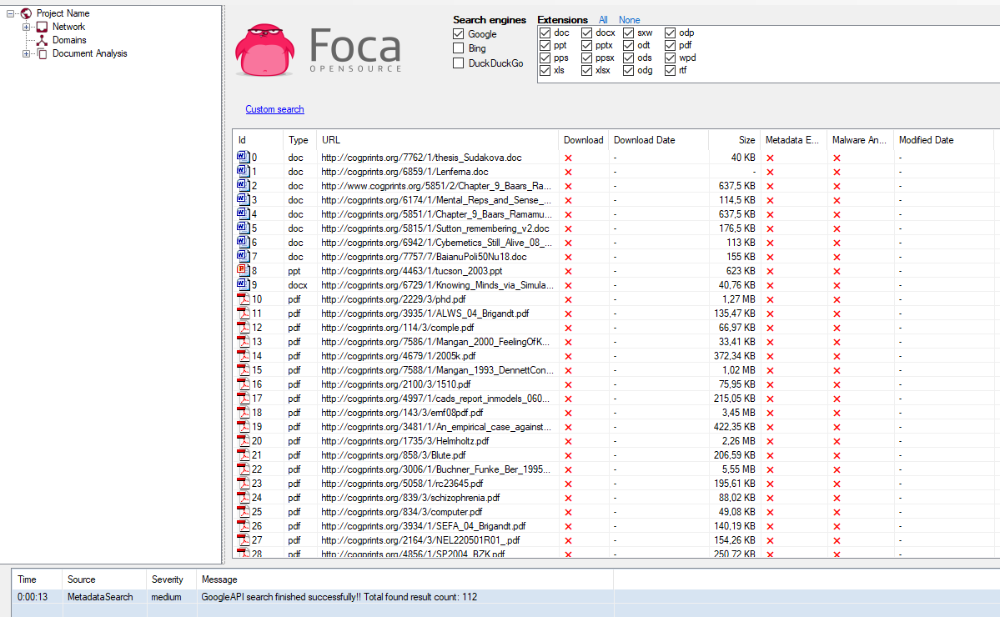 Project Name
Network
Domains
Document Analysis
Foca
OPENSOURCE
Search engines
Google
Bing
DuckDuckGo
Extensions All None
doc docx sxw odp
ppt pptx odt pdf
pps ppsx ods wpd
xls xlsx odg rtf
Custom search
Id Type URL Download Download Date Size Metadata E... Malware An... Modified Date
0 doc http://cogprints.org/7762/1/thesis_Sudakova.doc - 40 KB -
1 doc http://cogprints.org/6859/1/Lenferna.doc - - -
2 doc http://www.cogprints.org/5851/2/Chapter_9_Baars_Ra... - 637,5 KB -
3 doc http://cogprints.org/6174/1/Mental_Reps_and_Sense_... - 114,5 KB -
4 doc http://cogprints.org/5851/1/Chapter_9_Baars_Ramamu... - 637,5 KB -
5 doc http://cogprints.org/5815/1/Sutton_remembering_v2.doc - 176,5 KB -
6 doc http://cogprints.org/6942/1/Cybernetics_Still_Alive_08_... - 113 KB -
7 doc http://cogprints.org/7757/7/BaianuPoli50Nu18.doc - 155 KB -
8 ppt http://cogprints.org/4463/1/tucson_2003.ppt - 623 KB -
9 docx http://cogprints.org/6729/1/Knowing_Minds_via_Simula... - 40,76 KB -
10 pdf http://cogprints.org/2229/3/phd.pdf - 1,27 MB -
11 pdf http://cogprints.org/3935/1/ALWS_04_Brigandt.pdf - 135,47 KB -
12 pdf http://cogprints.org/114/3/comple.pdf - 66,97 KB -
13 pdf http://cogprints.org/7586/1/Mangan_2000_FeelingOfK... - 33,41 KB -
14 pdf http://cogprints.org/4679/1/2005k.pdf - 372,34 KB -
15 pdf http://cogprints.org/7588/1/Mangan_1993_DennettCon... - 1,02 MB -
16 pdf http://cogprints.org/2100/3/1510.pdf - 75,95 KB -
17 pdf http://cogprints.org/4997/1/cads_report_inmodels_060... - 215,05 KB -
18 pdf http://cogprints.org/143/3/emf08pdf.pdf - 3,45 MB -
19 pdf http://cogprints.org/3481/1/An_empirical_case_against... - 422,35 KB -
20 pdf http://cogprints.org/1735/3/Helmholtz.pdf - 2,26 MB -
21 pdf http://cogprints.org/858/3/Blute.pdf - 206,59 KB -
22 pdf http://cogprints.org/3006/1/Buchner_Funke_Ber_1995... - 5,55 MB -
23 pdf http://cogprints.org/5058/1/rc23645.pdf - 195,61 KB -
24 pdf http://cogprints.org/839/3/schizophrenia.pdf - 88,02 KB -
25 pdf http://cogprints.org/834/3/computer.pdf - 49,08 KB -
26 pdf http://cogprints.org/3934/1/SEFA_04_Brigandt.pdf - 140,19 KB -
27 pdf http://cogprints.org/2164/3/NEL220501R01_.pdf - 154,26 KB -
28 pdf http://cogprints.org/4856/1/SP2004_BZK.pdf - 250,72 KB -
Time Source Severity Message
0:00:13 MetadataSearch medium GoogleAPI search finished successfully!! Total found result count: 112